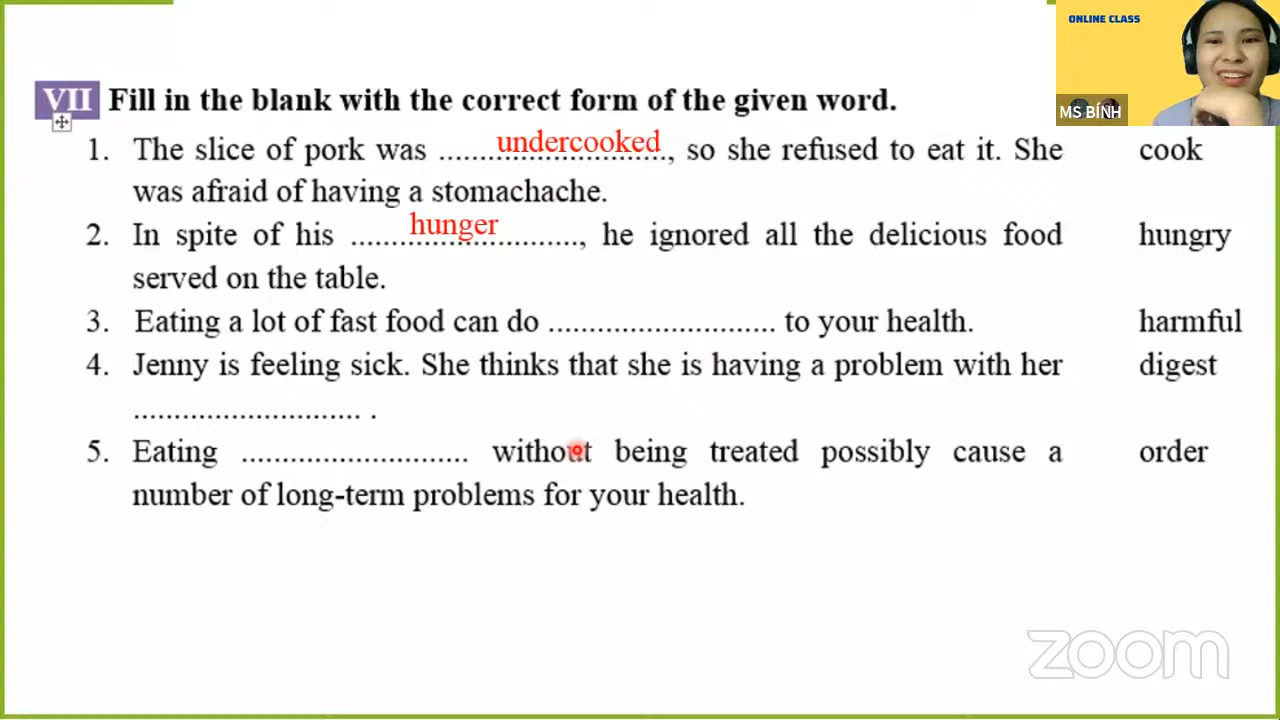 ONLINE CLASS
MS BÍNH
VII Fill in the blank with the correct form of the given word.
1. The slice of pork was ..........undercooked.........., so she refused to eat it. She cook
was afraid of having a stomachache.
2. In spite of his ..........hunger.........., he ignored all the delicious food hungry
served on the table.
3. Eating a lot of fast food can do ............................ to your health. harmful
4. Jenny is feeling sick. She thinks that she is having a problem with her digest
............................ .
5. Eating ............................ without being treated possibly cause a order
number of long-term problems for your health.
zoom